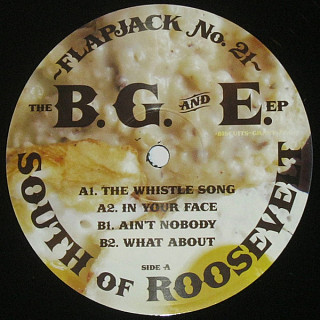 ~FLAPJACK No. 21~
THE B. G. AND E. EP
A1. THE WHISTLE SONG
A2. IN YOUR FACE
B1. AIN'T NOBODY
B2. WHAT ABOUT
SIDE A
SOUTH OF ROOSEVELT